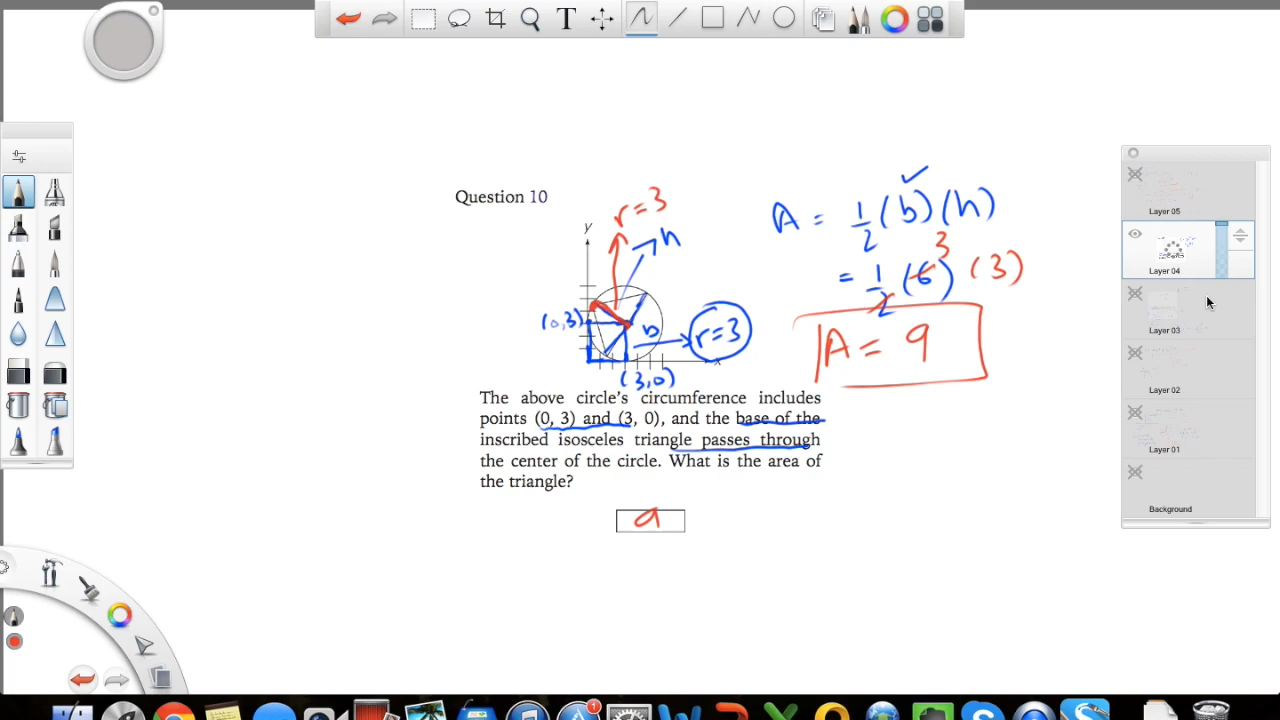 T
Question 10
y
r=3
h
(0,3)
b
r=3
x
(3,0)
A = 1/2 (b) (h)
= 1/2 (6) 3 (3)
A = 9
The above circle's circumference includes
points (0, 3) and (3, 0), and the base of the
inscribed isosceles triangle passes through
the center of the circle. What is the area of
the triangle?
9
Layer 05
Layer 04
Layer 03
Layer 02
Layer 01
Background
1